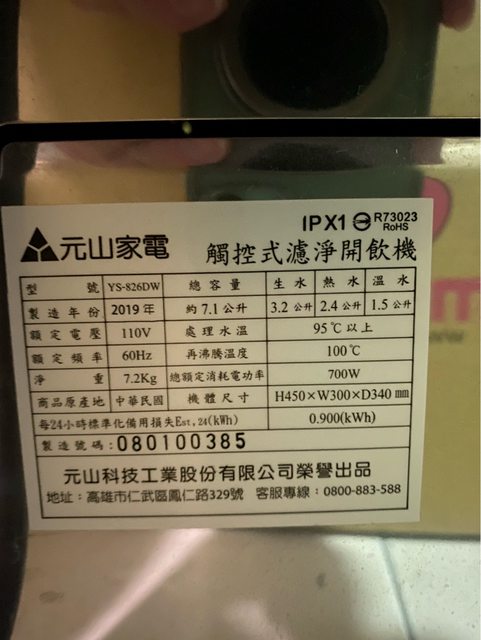 IPX1 R73023
RoHS
元山家電 觸控式濾淨開飲機
型號 YS-826DW 總容量 生水 熱水 溫水
製造年份 2019年 約7.1公升 3.2公升 2.4公升 1.5公升
額定電壓 110V 處理水溫 95℃以上
額定頻率 60Hz 再沸騰溫度 100℃
淨重 7.2Kg 總額定消耗電功率 700W
商品原產地 中華民國 機體尺寸 H450×W300×D340mm
每24小時標準化備用損失Est,24(kWh) 0.900(kWh)
製造號碼:080100385
元山科技工業股份有限公司榮譽出品
地址：高雄市仁武區鳳仁路329號 客服專線：0800-883-588